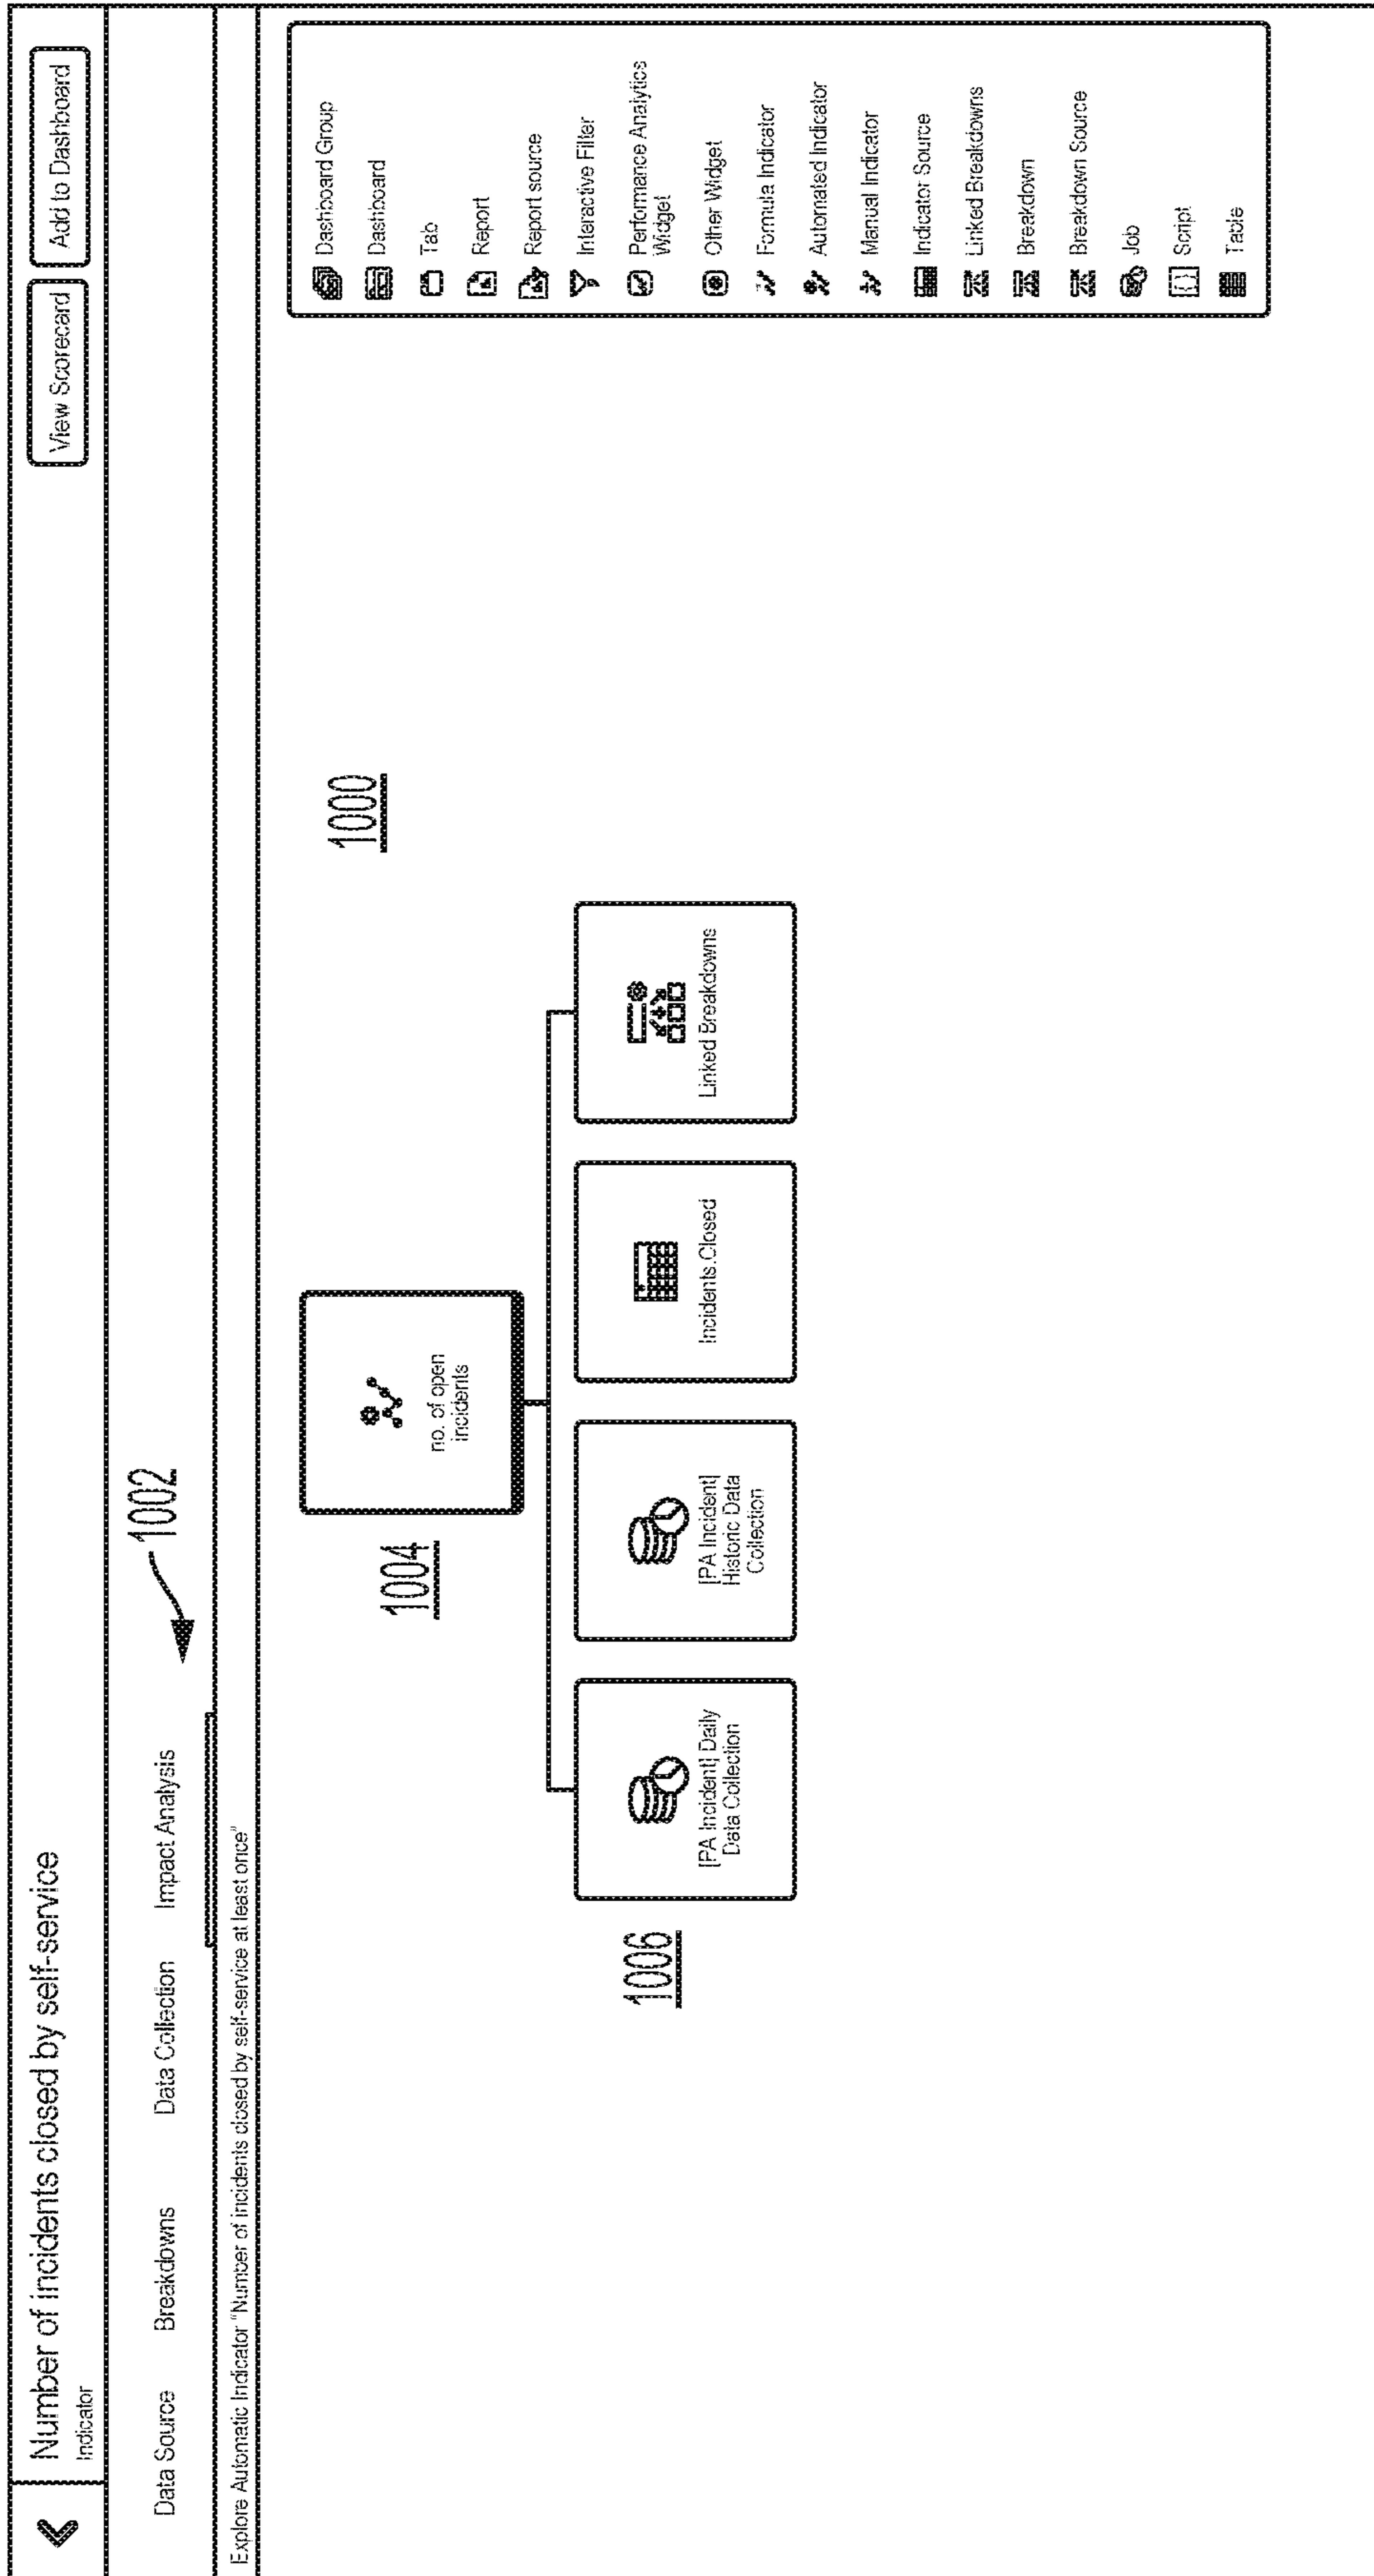 Number of incidents closed by self-service
Indicator
View Scorecard
Add to Dashboard
Data Source
Breakdowns
Data Collection
Impact Analysis
1002
Explore Automatic Indicator "Number of incidents closed by self-service at least once"
1004
no. of open
incidents
1000
1006
[PA Incident] Daily
Data Collection
[PA Incident]
Historic Data
Collection
Incidents.Closed
Linked Breakdowns
Dashboard Group
Dashboard
Tab
Report
Report source
Interactive Filter
Performance Analytics
Widget
Other Widget
Formula Indicator
Automated Indicator
Manual Indicator
Indicator Source
Linked Breakdowns
Breakdown
Breakdown Source
Job
Script
Table